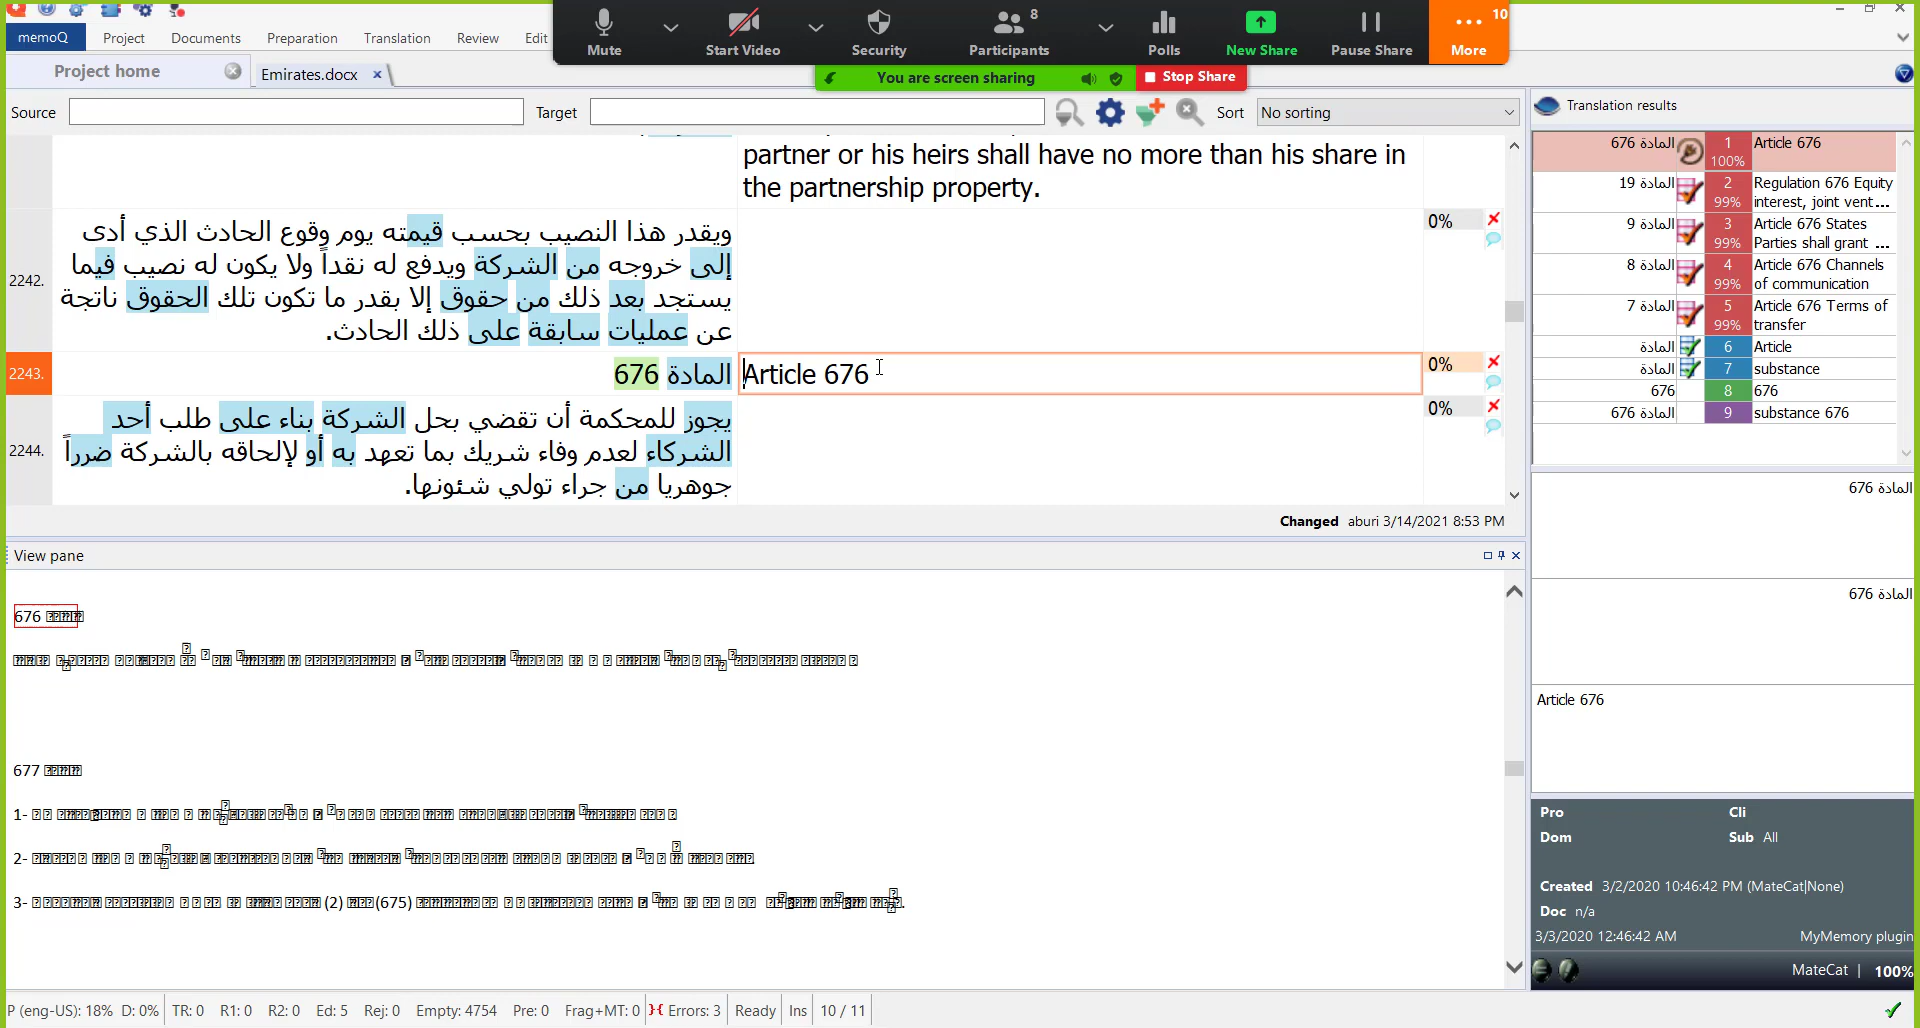 Mute
Start Video
Security
Participants
8
Polls
New Share
Pause Share
More
10
You are screen sharing
Stop Share
memoQ
Project
Documents
Preparation
Translation
Review
Edit
Project home
Emirates.docx
Source
Target
Sort
No sorting
partner or his heirs shall have no more than his share in
the partnership property.
2242.
ويقدر هذا النصيب بحسب قيمته يوم وقوع الحادث الذي أدى
إلى خروجه من الشركة ويدفع له نقداً ولا يكون له نصيب فيما
يستجد بعد ذلك من حقوق إلا بقدر ما تكون تلك الحقوق ناتجة
عن عمليات سابقة على ذلك الحادث.
0%
2243.
المادة 676
Article 676
0%
2244.
يجوز للمحكمة أن تقضي بحل الشركة بناء على طلب أحد
الشركاء لعدم وفاء شريك بما تعهد به أو لإلحاقه بالشركة ضرراً
جوهريا من جراء تولي شئونها.
0%
Changed aburi 3/14/2021 8:53 PM
Translation results
المادة 676 1 100% Article 676
المادة 19 2 99% Regulation 676 Equity interest, joint vent...
المادة 9 3 99% Article 676 States Parties shall grant ...
المادة 8 4 99% Article 676 Channels of communication
المادة 7 5 99% Article 676 Terms of transfer
المادة 6 Article
المادة 7 substance
676 8 676
المادة 676 9 substance 676
المادة 676
المادة 676
Article 676
Pro
Cli
Dom
Sub All
Created 3/2/2020 10:46:42 PM (MateCat|None)
Doc n/a
3/3/2020 12:46:42 AM
MyMemory plugin
MateCat | 100%
View pane
676
677
1-
2-
3- (2) (675)
P (eng-US): 18% D: 0% TR: 0 R1: 0 R2: 0 Ed: 5 Rej: 0 Empty: 4754 Pre: 0 Frag+MT: 0 Errors: 3 Ready Ins 10 / 11